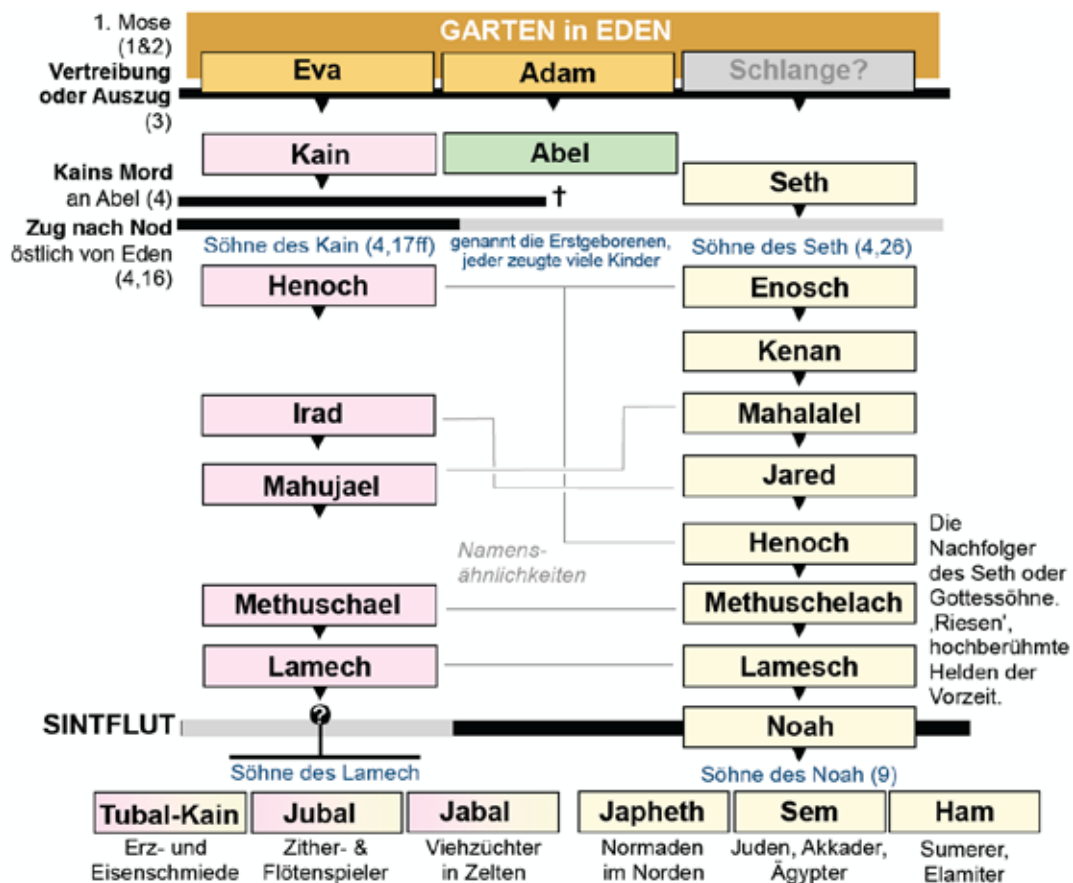 1. Mose
(1&2)
GARTEN in EDEN
Vertreibung
oder Auszug
(3)
Eva
Adam
Schlange?
Kain
Abel
Kains Mord
an Abel (4)
†
Seth
Zug nach Nod
östlich von Eden
(4,16)
Söhne des Kain (4,17ff)
genannt die Erstgeborenen,
jeder zeugte viele Kinder
Söhne des Seth (4,26)
Henoch
Enosch
Kenan
Irad
Mahalalel
Mahujael
Jared
Namens-
ähnlichkeiten
Henoch
Die
Nachfolger
des Seth oder
Gottessöhne.
‚Riesen',
hochberühmte
Helden der
Vorzeit.
Methuschael
Methuschelach
Lamech
Lamesch
?
SINTFLUT
Noah
Söhne des Lamech
Söhne des Noah (9)
Tubal-Kain
Jubal
Jabal
Japheth
Sem
Ham
Erz- und
Eisenschmiede
Zither- &
Flötenspieler
Viehzüchter
in Zelten
Normaden
im Norden
Juden, Akkader,
Ägypter
Sumerer,
Elamiter